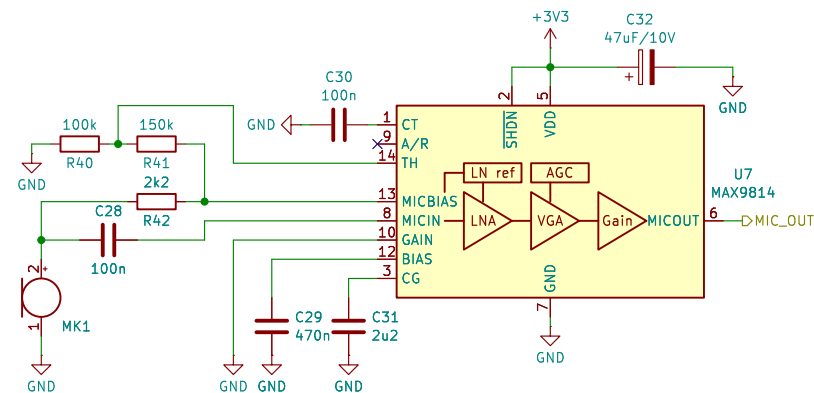 +3V3
C32
47uF/10V
+
GND
C30
100n
GND
2
5
1
CT
SHDN
VDD
100k
150k
9
A/R
14
TH
R40
R41
GND
2k2
LN ref
AGC
U7
MAX9814
13
MICBIAS
R42
C28
8
MICIN
LNA
VGA
Gain
MICOUT
6
MIC_OUT
10
GAIN
100n
12
BIAS
2
+
3
CG
GND
7
1
MK1
C29
470n
C31
2u2
GND
GND
GND
GND
GND